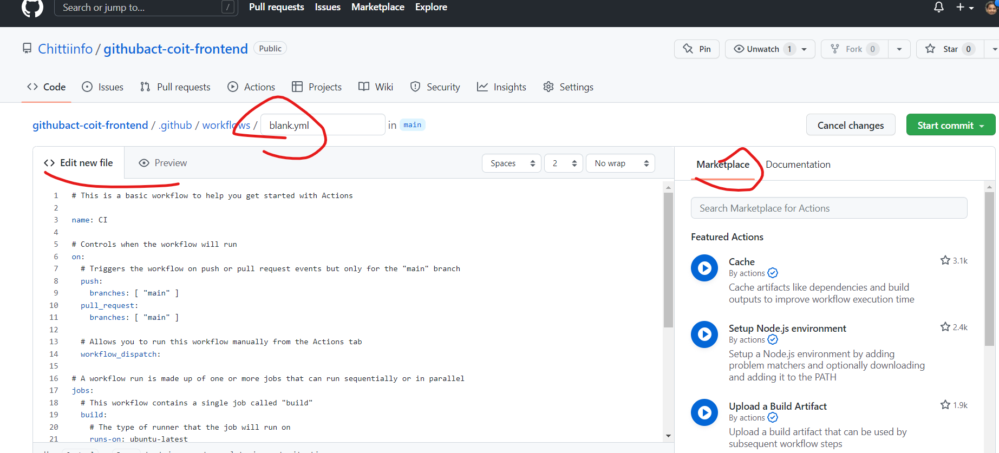 Search or jump to... /
Pull requests Issues Marketplace Explore
Chittiinfo / githubact-coit-frontend Public
Pin Unwatch 1 Fork 0 Star 0
Code Issues Pull requests Actions Projects Wiki Security Insights Settings
githubact-coit-frontend / .github / workflows / blank.yml in main
Cancel changes Start commit
Edit new file Preview
Spaces 2 No wrap
1 # This is a basic workflow to help you get started with Actions
2
3 name: CI
4
5 # Controls when the workflow will run
6 on:
7 # Triggers the workflow on push or pull request events but only for the "main" branch
8 push:
9 branches: [ "main" ]
10 pull_request:
11 branches: [ "main" ]
12
13 # Allows you to run this workflow manually from the Actions tab
14 workflow_dispatch:
15
16 # A workflow run is made up of one or more jobs that can run sequentially or in parallel
17 jobs:
18 # This workflow contains a single job called "build"
19 build:
20 # The type of runner that the job will run on
21 runs-on: ubuntu-latest
Marketplace Documentation
Search Marketplace for Actions
Featured Actions
Cache 3.1k
By actions
Cache artifacts like dependencies and build
outputs to improve workflow execution time
Setup Node.js environment 2.4k
By actions
Setup a Node.js environment by adding
problem matchers and optionally downloading
and adding it to the PATH
Upload a Build Artifact 1.9k
By actions
Upload a build artifact that can be used by
subsequent workflow steps